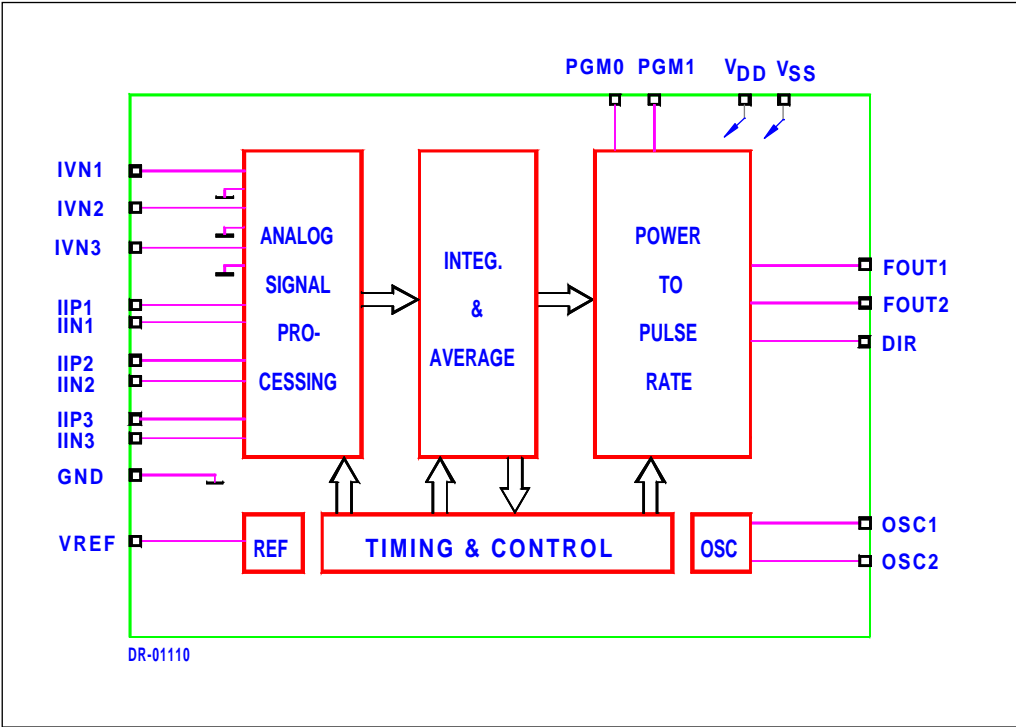 PGM0 PGM1 VDD VSS
IVN1
IVN2
IVN3
IIP1
IIN1
IIP2
IIN2
IIP3
IIN3
GND
VREF
ANALOG
SIGNAL
PRO-
CESSING
INTEG.
&
AVERAGE
POWER
TO
PULSE
RATE
FOUT1
FOUT2
DIR
REF
TIMING & CONTROL
OSC
OSC1
OSC2
DR-01110